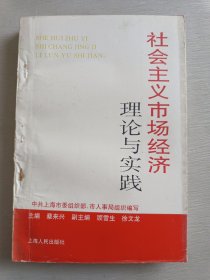 SHE HUI ZHU YI
SHI CHANG JING JI
LI LUN YU SHI JIAN
社会主义市场经济
理论与实践
中共上海市委组织部、市人事局组织编写
主编 蔡来兴 副主编 殴雪生 徐文龙
上海人民出版社